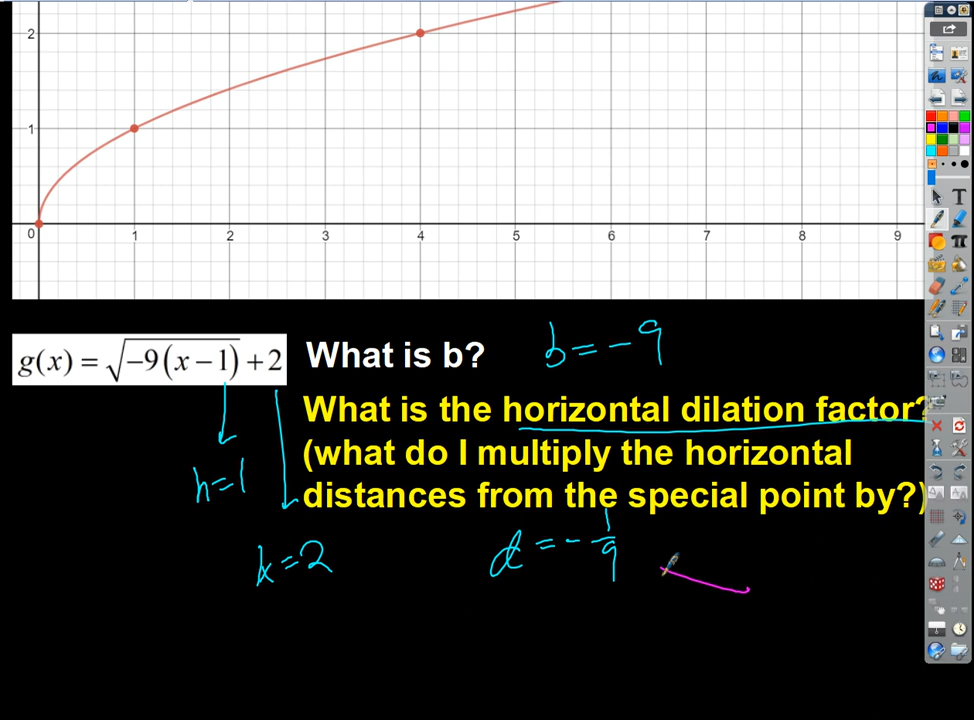 2
1
0 1 2 3 4 5 6 7 8 9
g(x) = √−9(x−1) + 2 What is b? b = −9
What is the horizontal dilation factor?
(what do I multiply the horizontal
h=1
distances from the special point by?)
k=2 d = −1/9
T
π